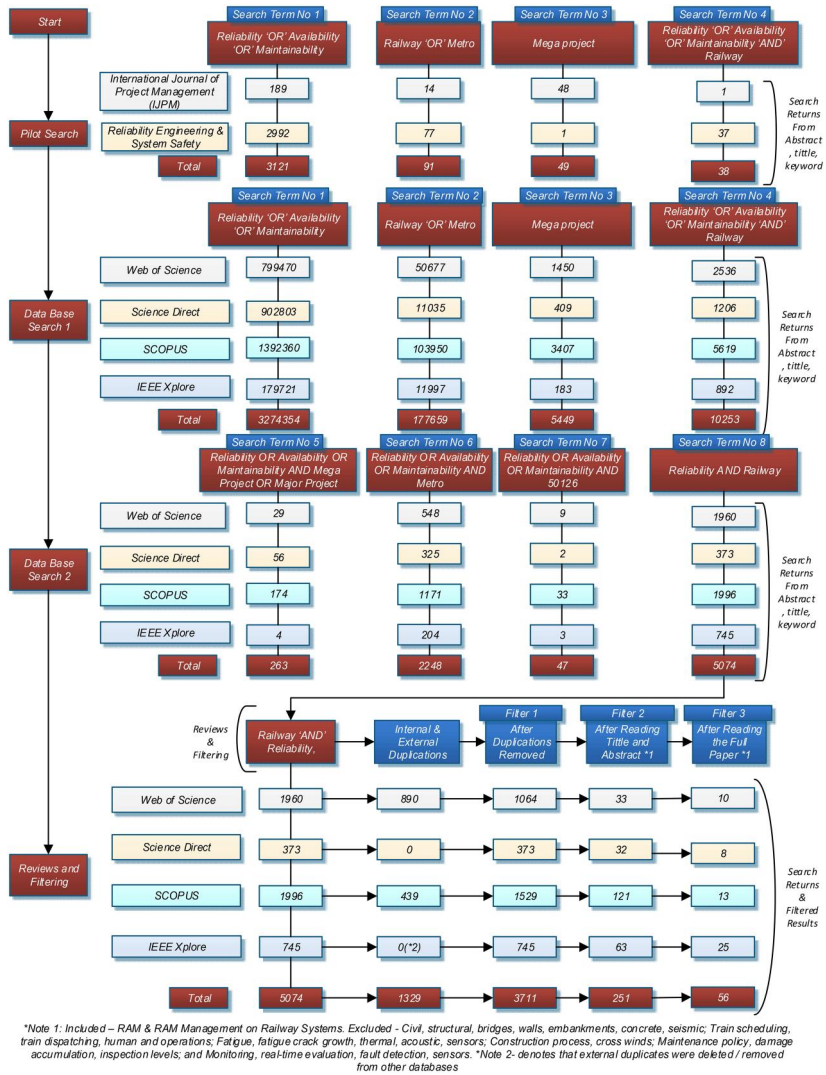 Start
Search Term No 1
Search Term No 2
Search Term No 3
Search Term No 4
Reliability ‘OR’ Availability
‘OR’ Maintainability
Railway ‘OR’ Metro
Mega project
Reliability ‘OR’ Availability
‘OR’ Maintainability ‘AND’
Railway
Pilot Search
International Journal of
Project Management
(IJPM)
189
14
48
1
Reliability Engineering &
System Safety
2992
77
1
37
Total
3121
91
49
38
Search
Returns
From
Abstract
, tittle,
keyword
Search Term No 1
Search Term No 2
Search Term No 3
Search Term No 4
Reliability ‘OR’ Availability
‘OR’ Maintainability
Railway ‘OR’ Metro
Mega project
Reliability ‘OR’ Availability
‘OR’ Maintainability ‘AND’
Railway
Data Base
Search 1
Web of Science
799470
50677
1450
2536
Science Direct
902803
11035
409
1206
SCOPUS
1392360
103950
3407
5619
IEEE Xplore
179721
11997
183
892
Total
3274354
177659
5449
10253
Search
Returns
From
Abstract
, tittle,
keyword
Search Term No 5
Search Term No 6
Search Term No 7
Search Term No 8
Reliability OR Availability OR
Maintainability AND Mega
Project OR Major Project
Reliability OR Availability
OR Maintainability AND
Metro
Reliability OR Availability
OR Maintainability AND
50126
Reliability AND Railway
Data Base
Search 2
Web of Science
29
548
9
1960
Science Direct
56
325
2
373
SCOPUS
174
1171
33
1996
IEEE Xplore
4
204
3
745
Total
263
2248
47
5074
Search
Returns
From
Abstract
, tittle,
keyword
Reviews
&
Filtering
Railway ‘AND’
Reliability,
Internal &
External
Duplications
Filter 1
After
Duplications
Removed
Filter 2
After Reading
Tittle and
Abstract *1
Filter 3
After Reading
the Full
Paper *1
Reviews and
Filtering
Web of Science
1960
890
1064
33
10
Science Direct
373
0
373
32
8
SCOPUS
1996
439
1529
121
13
IEEE Xplore
745
0(*2)
745
63
25
Total
5074
1329
3711
251
56
Search
Returns
&
Filtered
Results
*Note 1: Included – RAM & RAM Management on Railway Systems. Excluded - Civil, structural, bridges, walls, embankments, concrete, seismic; Train scheduling,
train dispatching, human and operations; Fatigue, fatigue crack growth, thermal, acoustic, sensors; Construction process, cross winds; Maintenance policy, damage
accumulation, inspection levels; and Monitoring, real-time evaluation, fault detection, sensors. *Note 2- denotes that external duplicates were deleted / removed
from other databases